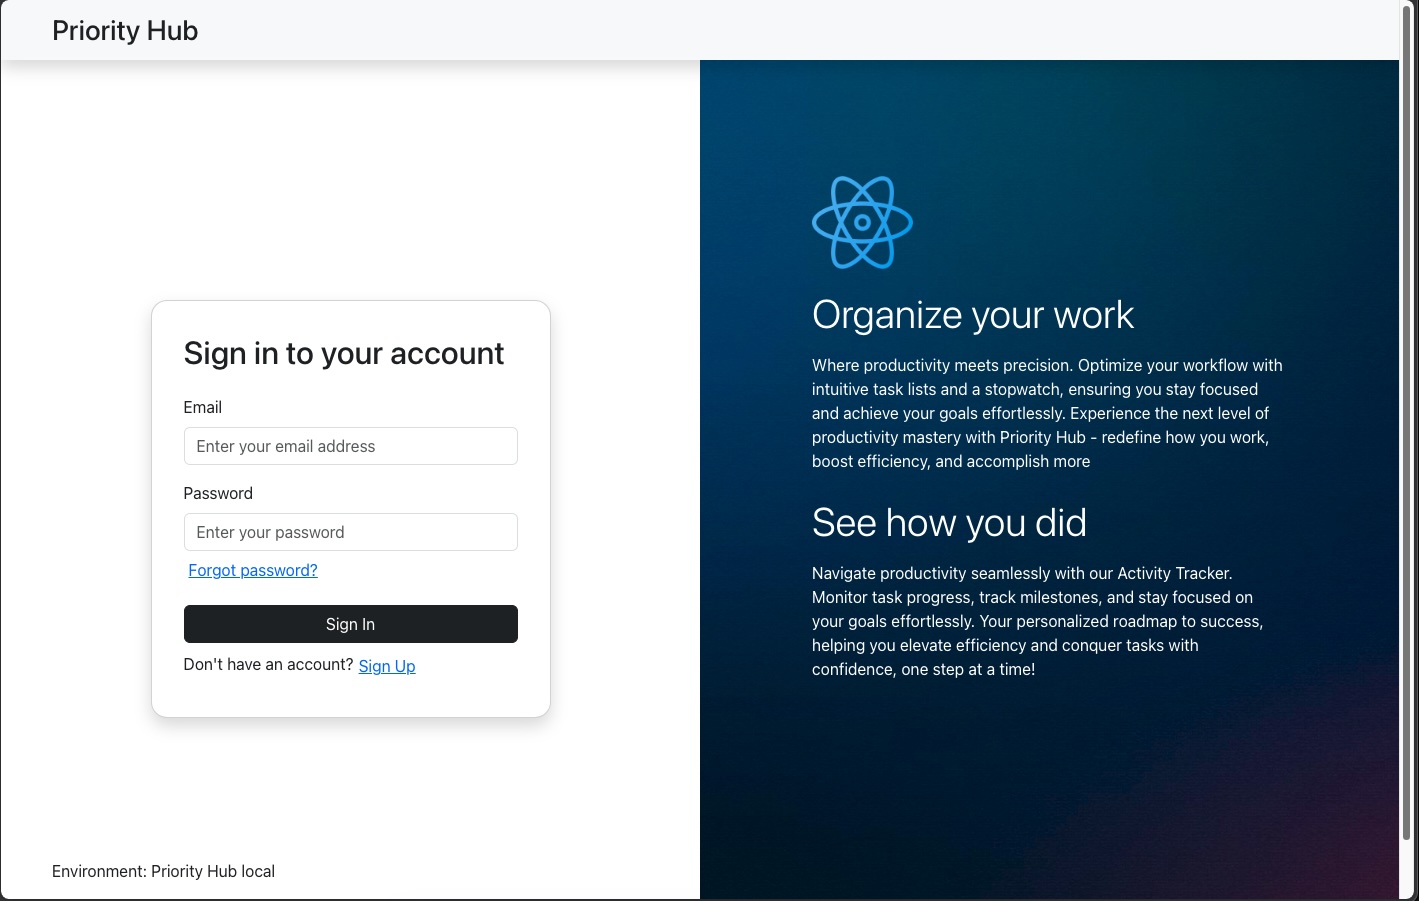 Priority Hub
Sign in to your account
Email
Enter your email address
Password
Enter your password
Forgot password?
Sign In
Don't have an account? Sign Up
Environment: Priority Hub local
Organize your work
Where productivity meets precision. Optimize your workflow with
intuitive task lists and a stopwatch, ensuring you stay focused
and achieve your goals effortlessly. Experience the next level of
productivity mastery with Priority Hub - redefine how you work,
boost efficiency, and accomplish more
See how you did
Navigate productivity seamlessly with our Activity Tracker.
Monitor task progress, track milestones, and stay focused on
your goals effortlessly. Your personalized roadmap to success,
helping you elevate efficiency and conquer tasks with
confidence, one step at a time!